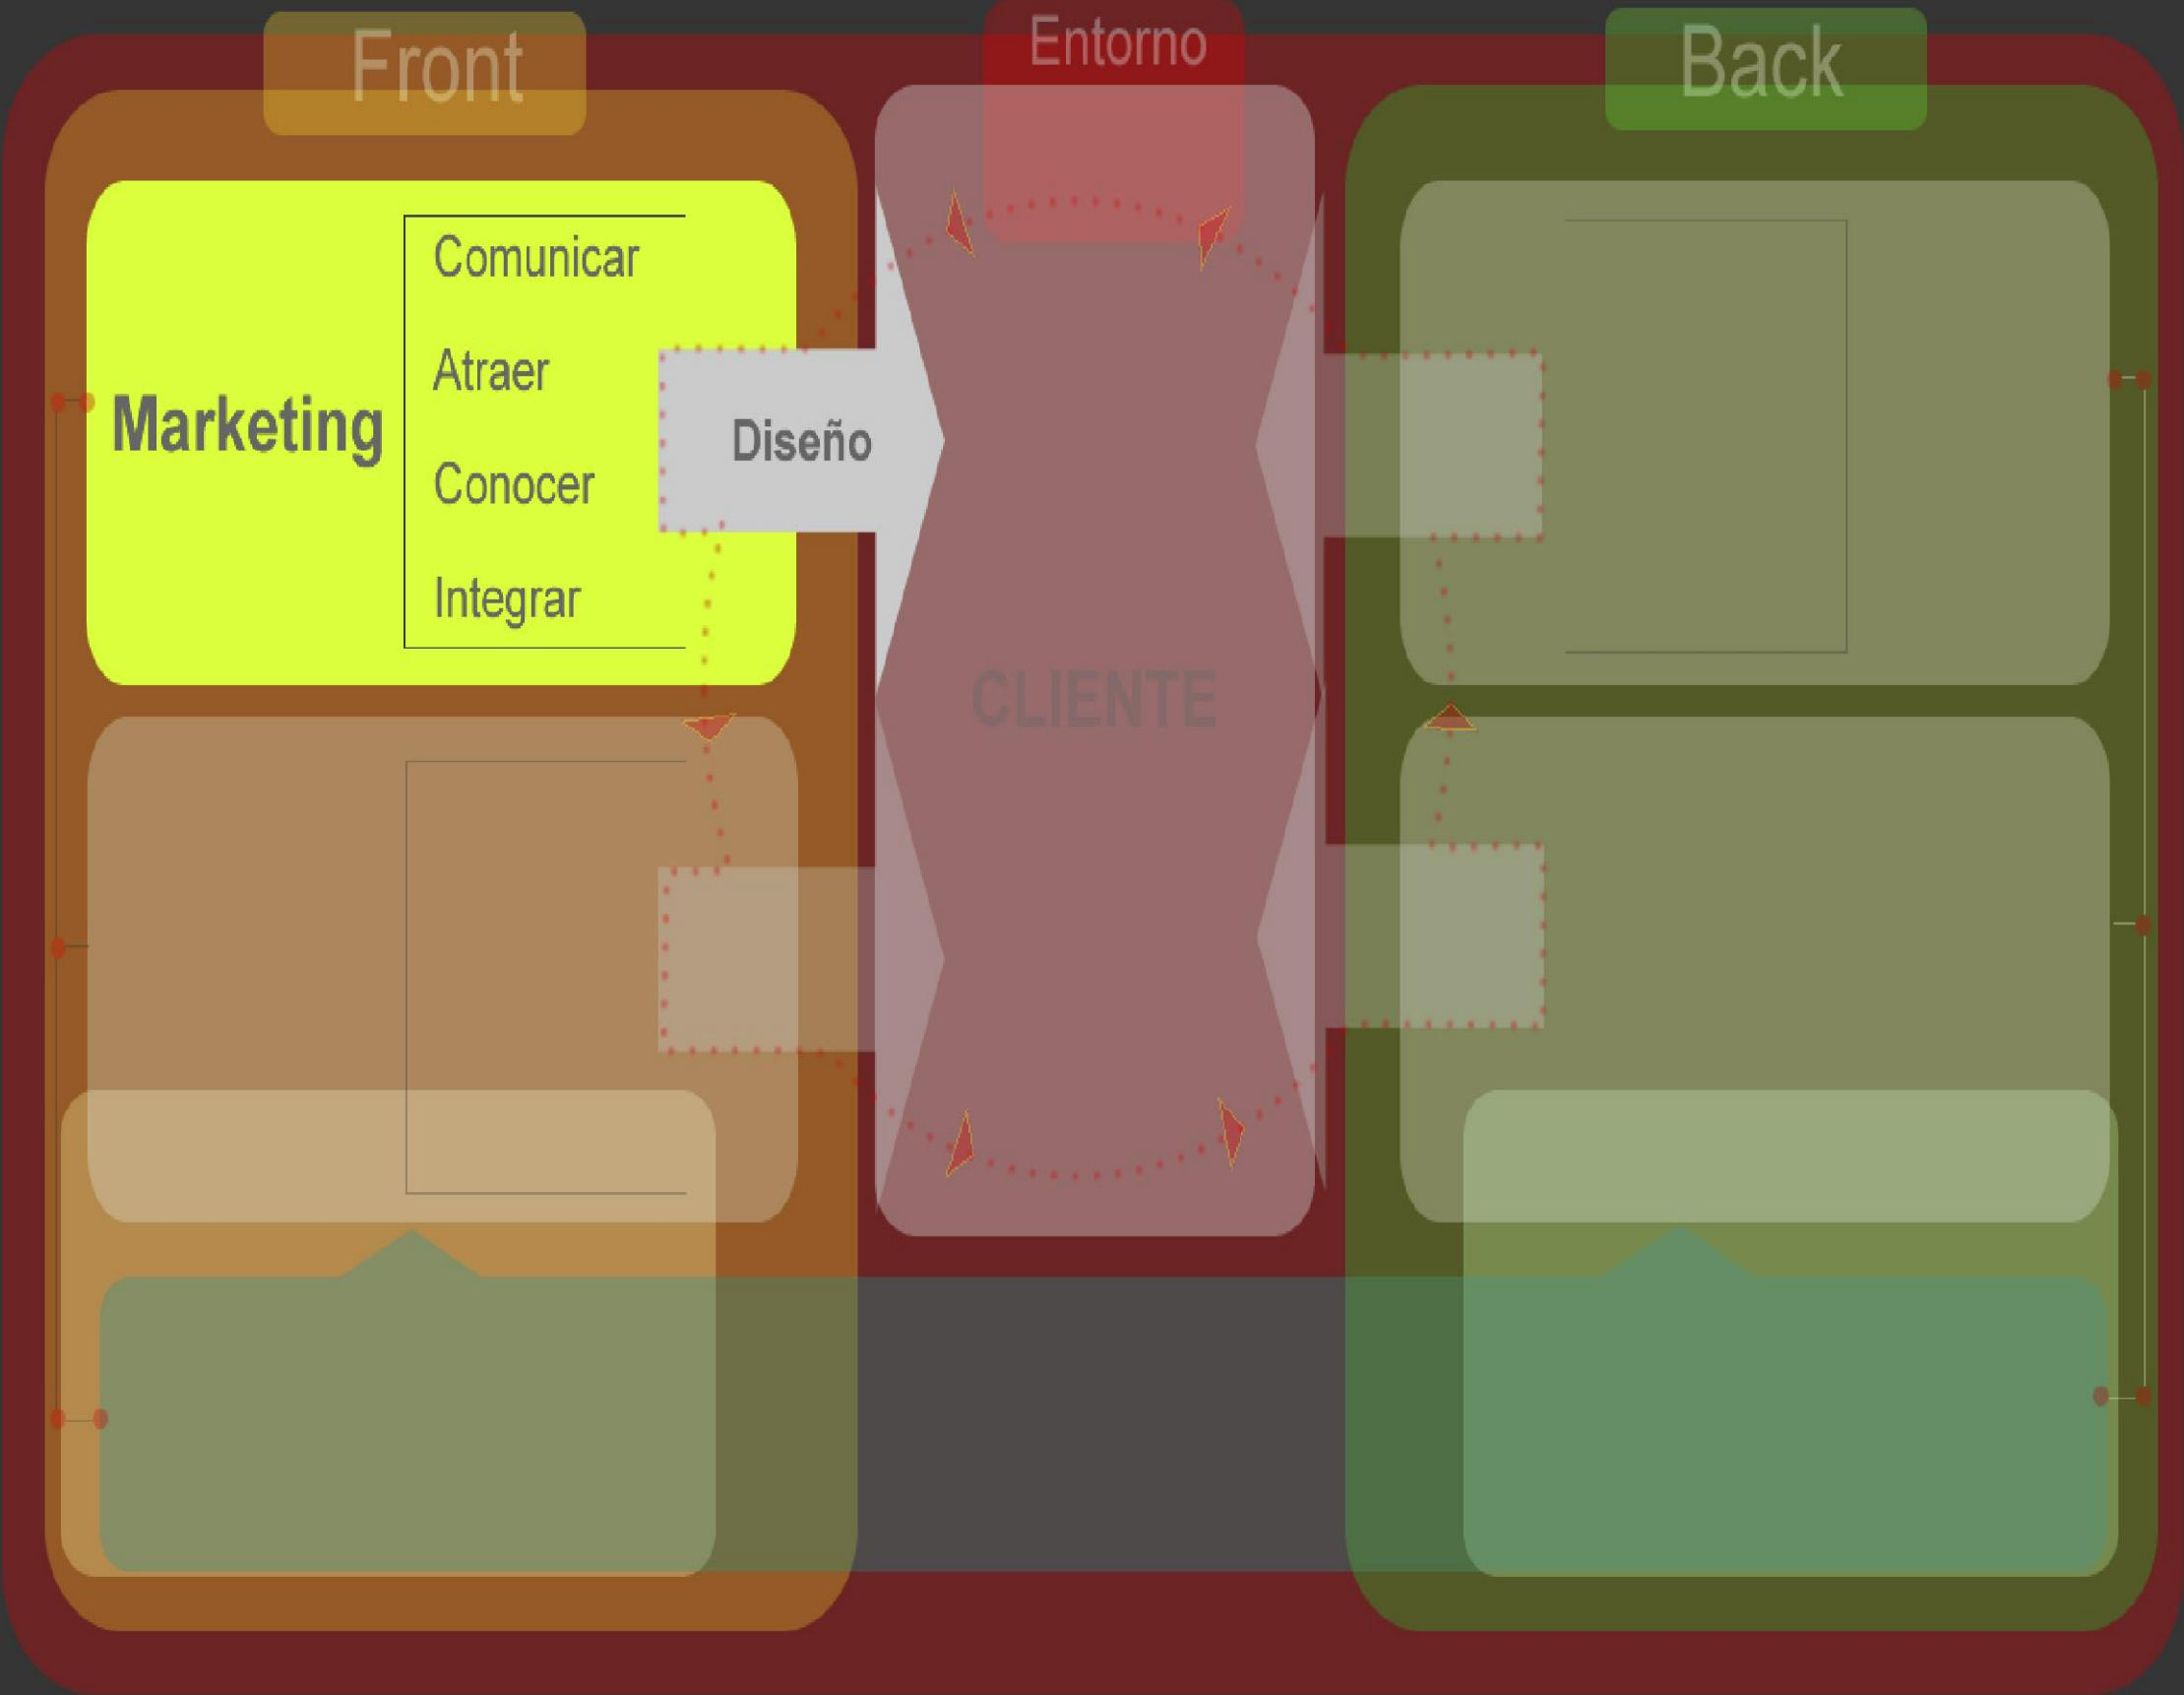 Front
Entorno
Back
Marketing
Comunicar
Atraer
Conocer
Integrar
Diseño
CLIENTE